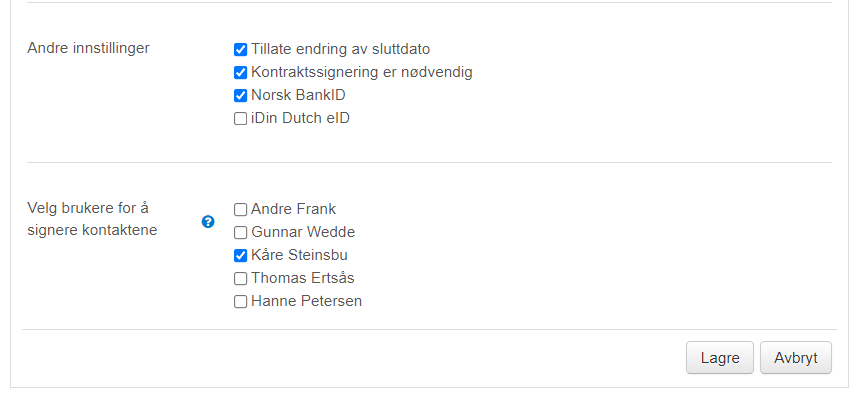 Andre innstillinger
Tillate endring av sluttdato
Kontraktssignering er nødvendig
Norsk BankID
iDin Dutch eID
Velg brukere for å
signere kontaktene
?
Andre Frank
Gunnar Wedde
Kåre Steinsbu
Thomas Ertsås
Hanne Petersen
Lagre
Avbryt